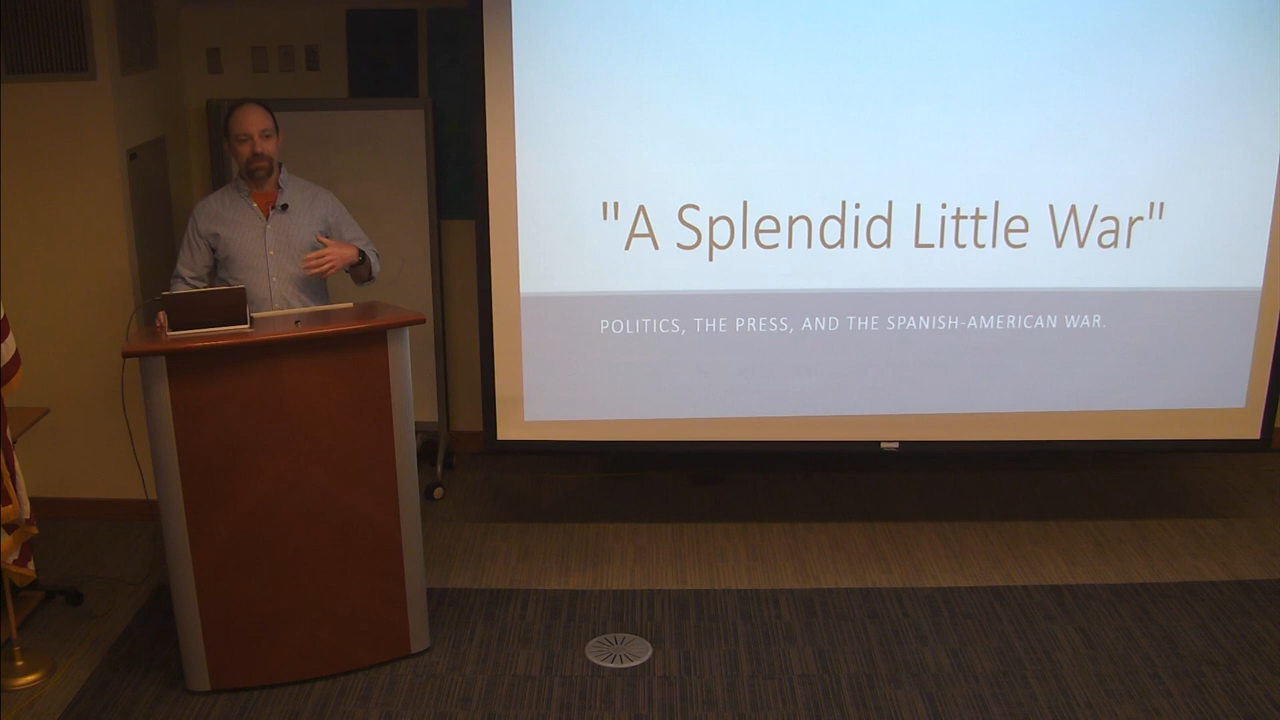 "A Splendid Little War"
POLITICS, THE PRESS, AND THE SPANISH-AMERICAN WAR.